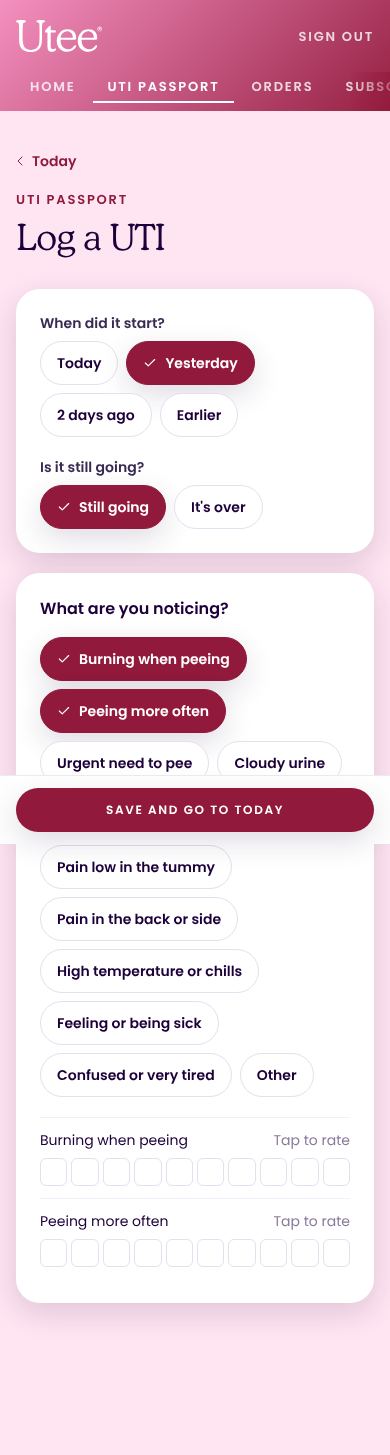 Utee®
SIGN OUT
HOME UTI PASSPORT ORDERS
Today
UTI PASSPORT
Log a UTI
When did it start?
Today Yesterday
2 days ago Earlier
Is it still going?
Still going It's over
What are you noticing?
Burning when peeing
Peeing more often
Urgent need to pee Cloudy urine
SAVE AND GO TO TODAY
Pain low in the tummy
Pain in the back or side
High temperature or chills
Feeling or being sick
Confused or very tired Other
Burning when peeing Tap to rate
Peeing more often Tap to rate